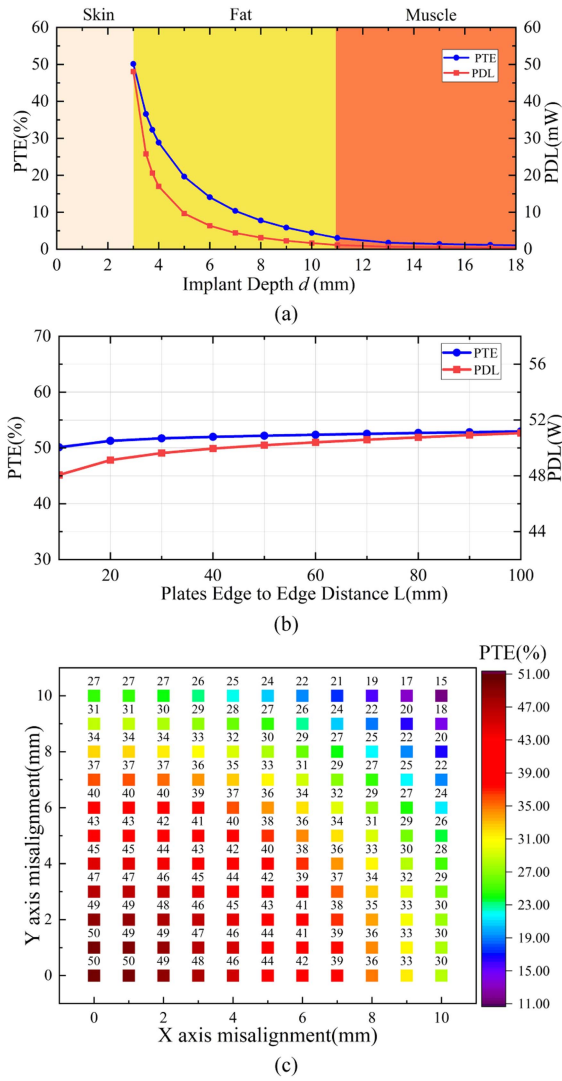 Skin Fat Muscle
60 60
50 50
40 40
30 30
20 20
10 10
0 0
PTE(%)
PDL(mW)
PTE
PDL
0 2 4 6 8 10 12 14 16 18
Implant Depth d (mm)
(a)
70
60
50
40
30
PTE(%)
56
52
48
44
PDL(W)
PTE
PDL
20 40 60 80 100
Plates Edge to Edge Distance L(mm)
(b)
PTE(%)
27 27 27 26 25 24 22 21 19 17 15
31 31 30 29 28 27 26 24 22 20 18
34 34 33 33 32 30 29 27 25 22 20
37 37 37 36 35 33 31 29 27 25 22
40 40 40 39 37 36 34 32 29 27 24
43 43 42 41 40 38 36 34 31 29 26
45 45 44 43 42 40 38 36 33 30 28
47 47 46 45 44 42 39 37 34 32 29
49 49 48 46 45 43 41 38 35 33 30
50 49 49 47 46 44 41 39 36 33 30
50 50 49 48 46 44 42 39 36 33 30
10
8
6
4
2
0
Y axis misalignment(mm)
0 2 4 6 8 10
X axis misalignment(mm)
51.00
47.00
43.00
39.00
35.00
31.00
27.00
23.00
19.00
15.00
11.00
(c)